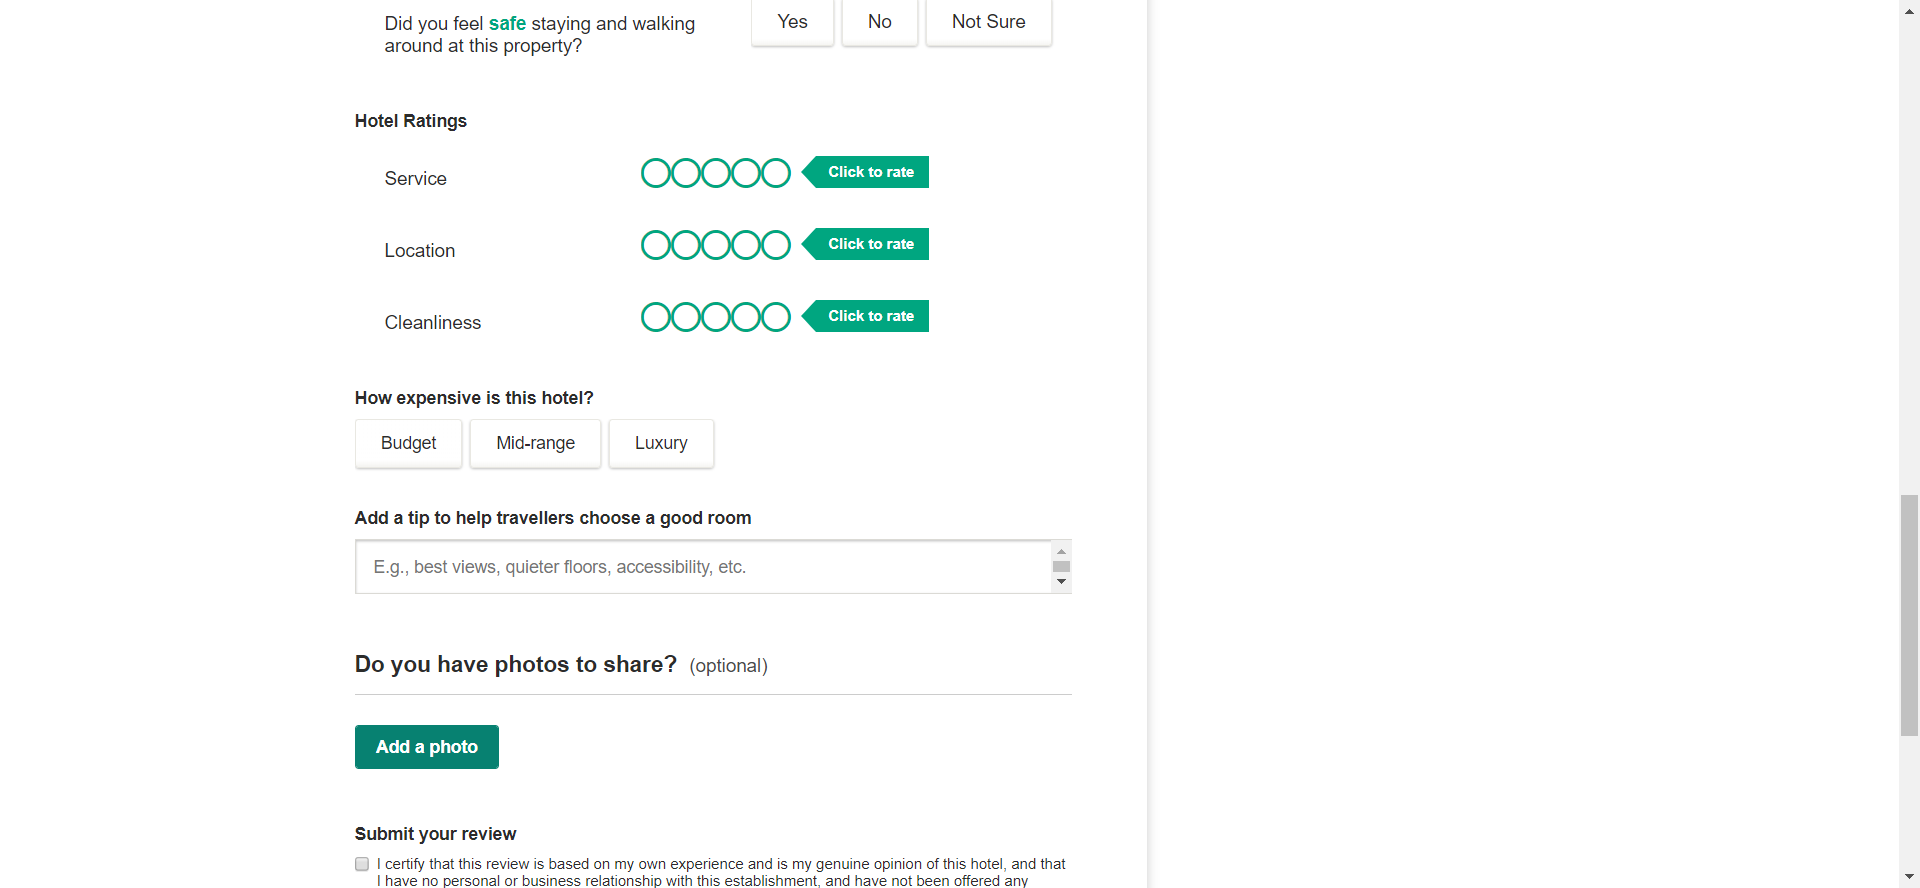 Did you feel safe staying and walking
around at this property?
Yes
No
Not Sure
Hotel Ratings
Service
Click to rate
Location
Click to rate
Cleanliness
Click to rate
How expensive is this hotel?
Budget
Mid-range
Luxury
Add a tip to help travellers choose a good room
E.g., best views, quieter floors, accessibility, etc.
Do you have photos to share? (optional)
Add a photo
Submit your review
I certify that this review is based on my own experience and is my genuine opinion of this hotel, and that
I have no personal or business relationship with this establishment, and have not been offered any